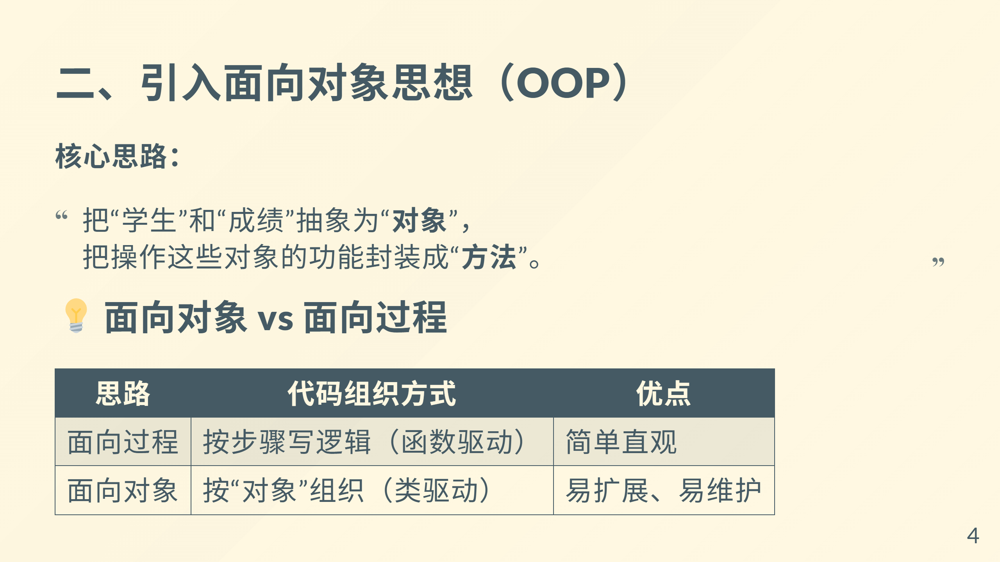 二、引入面向对象思想（OOP）
核心思路：
“ 把“学生”和“成绩”抽象为“对象”，
把操作这些对象的功能封装成“方法”。 ”
💡 面向对象 vs 面向过程
思路 代码组织方式 优点
面向过程 按步骤写逻辑（函数驱动） 简单直观
面向对象 按“对象”组织（类驱动） 易扩展、易维护
4